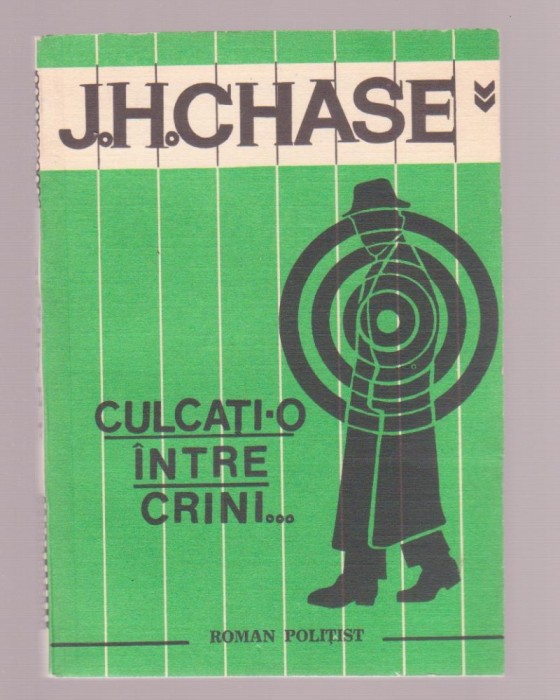 J.H.CHASE
CULCAȚI-O
ÎNTRE
CRINI...
ROMAN POLIȚIST